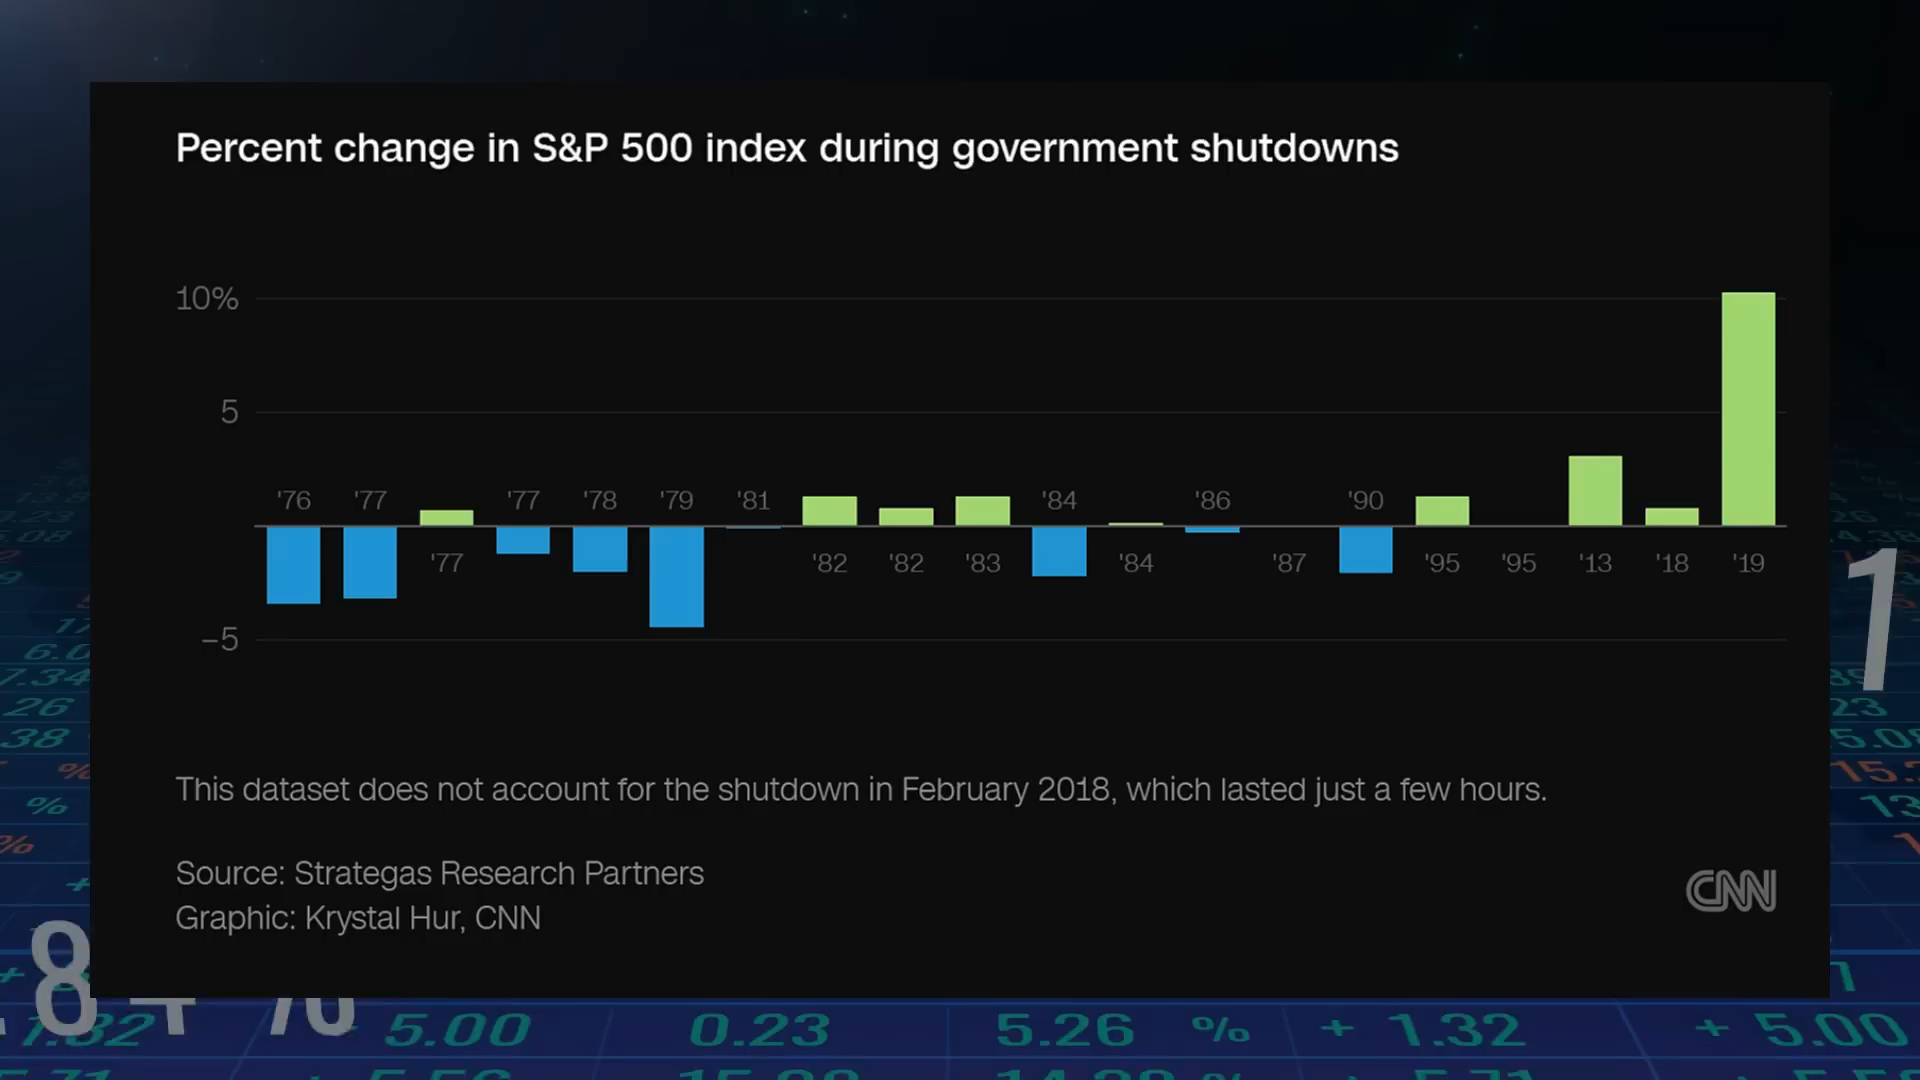 Percent change in S&P 500 index during government shutdowns
10%
5
'76 '77 '77 '78 '79 '81 '84 '86 '90
'77 '82 '82 '83 '84 '87 '95 '95 '13 '18 '19
–5
This dataset does not account for the shutdown in February 2018, which lasted just a few hours.
Source: Strategas Research Partners
Graphic: Krystal Hur, CNN
CNN
1.32 5.00 0.23 5.26 % + 1.32 + 5.00